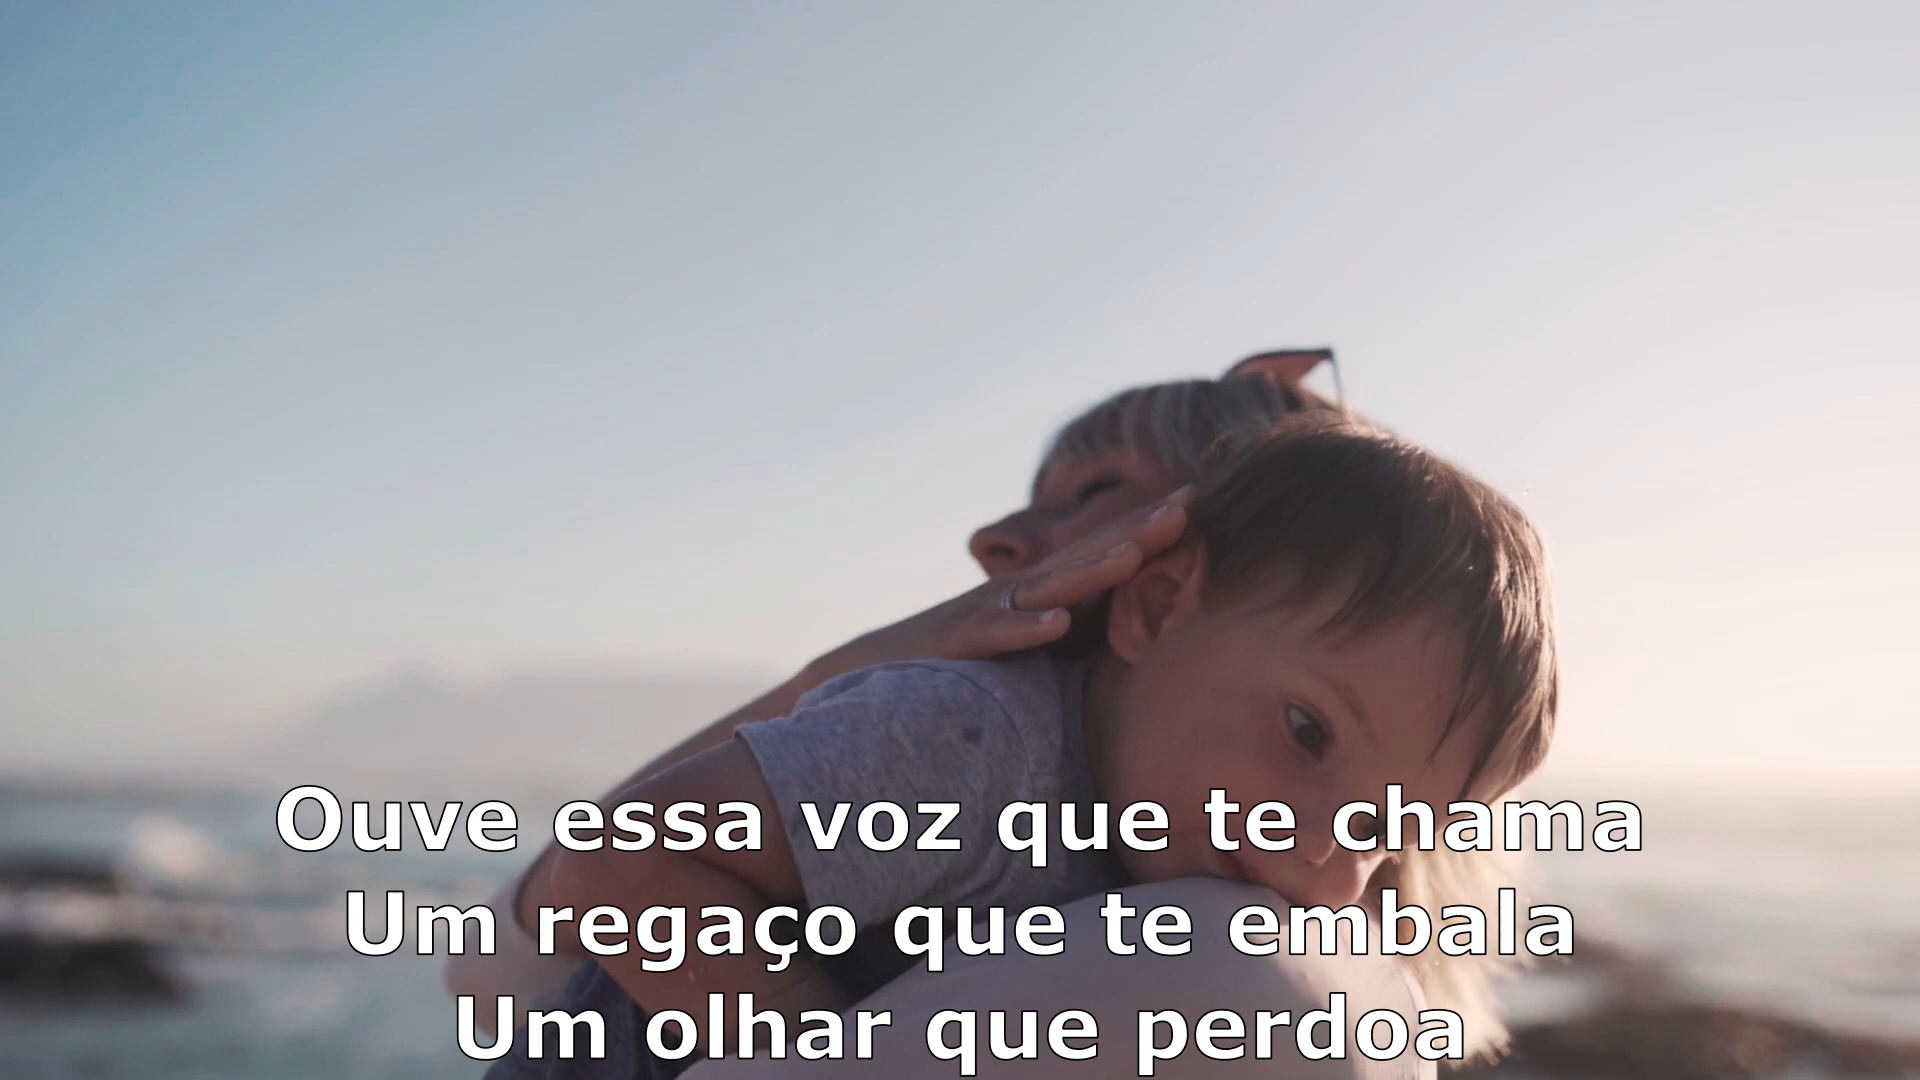 Ouve essa voz que te chama
Um regaço que te embala
Um olhar que perdoa